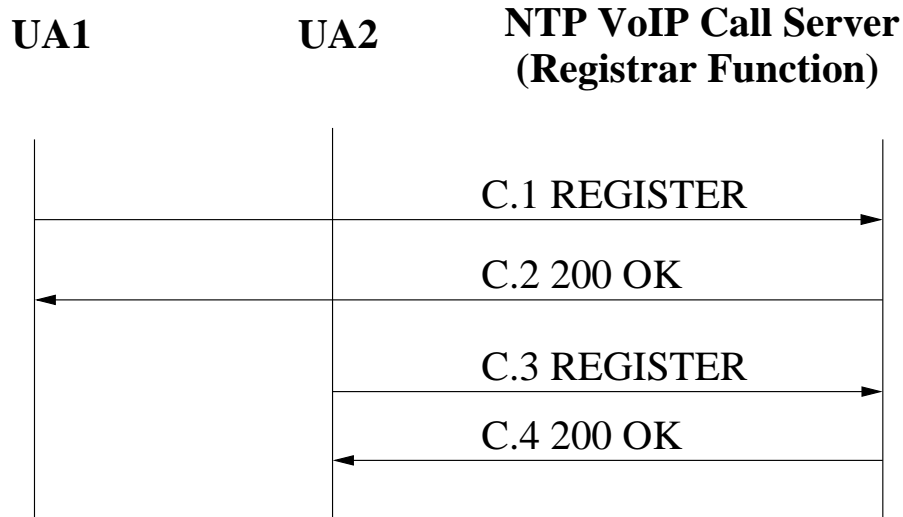 UA1
UA2
NTP VoIP Call Server
(Registrar Function)
C.1 REGISTER
C.2 200 OK
C.3 REGISTER
C.4 200 OK